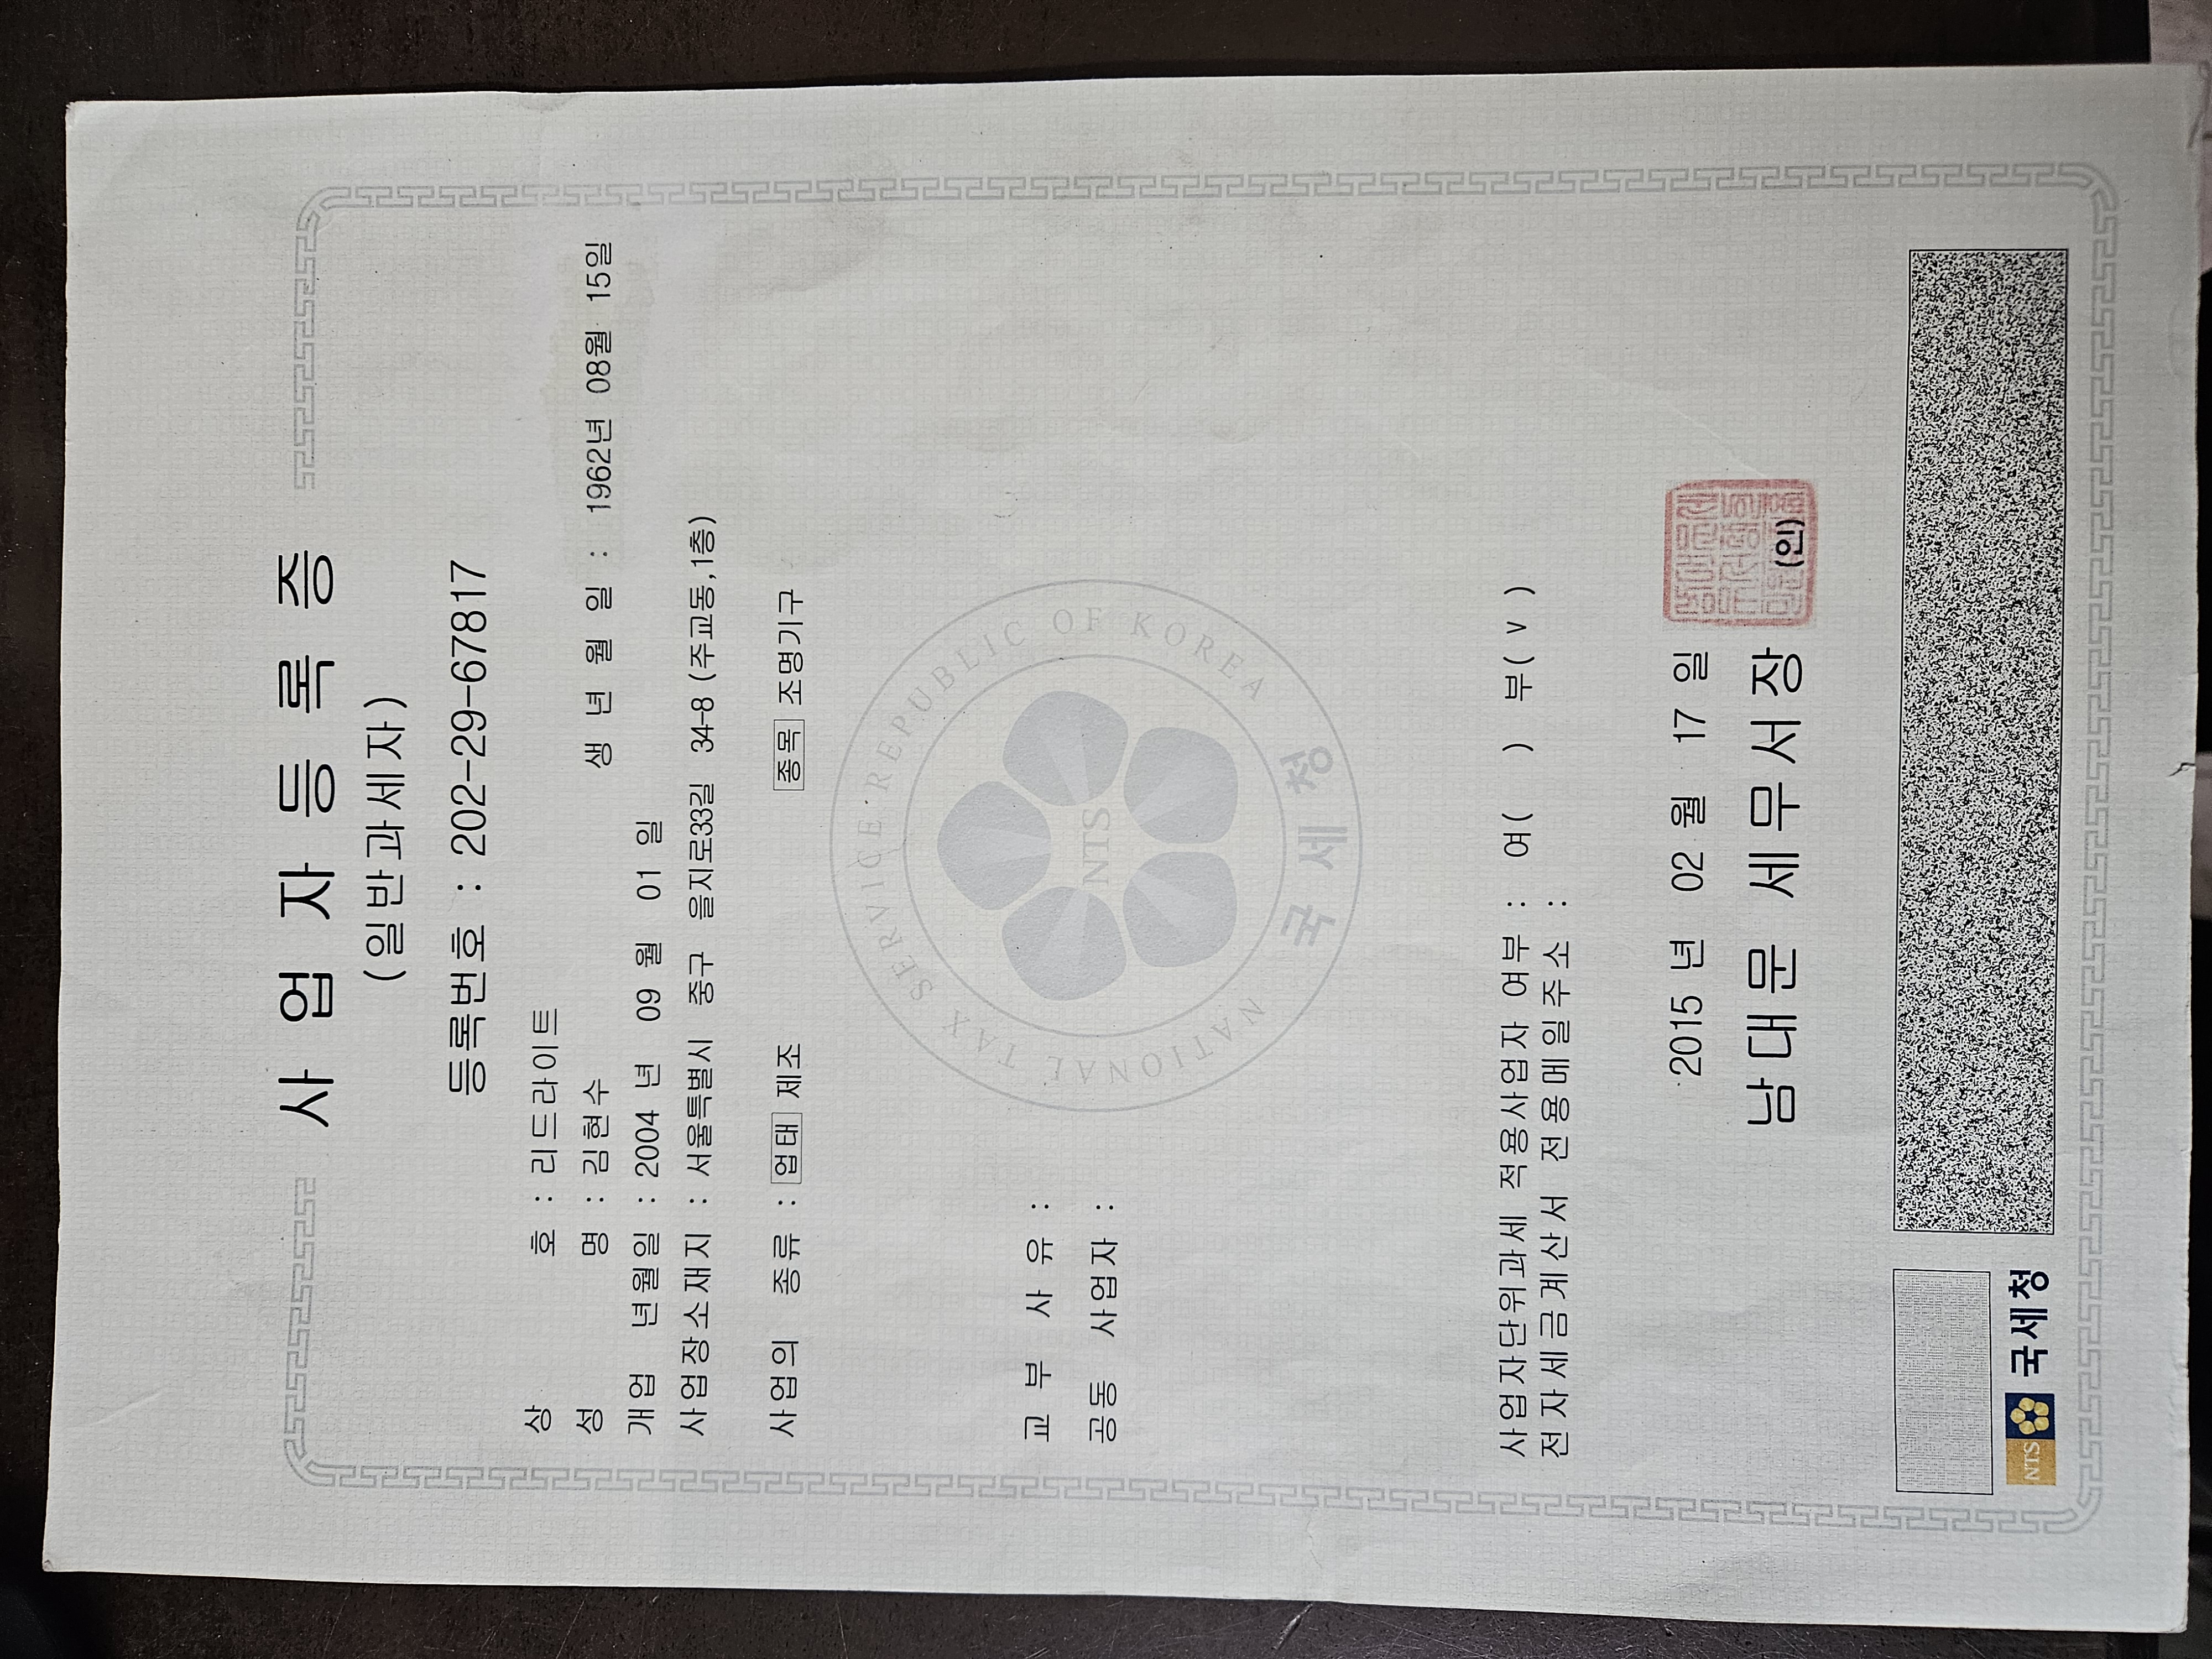 사업자등록증
(일반과세자)
등록번호 : 202-29-67817
상 호 : 리드라이트
성 명 : 김현수 생 년 월 일 : 1962년 08월 15일
개업 년월일 : 2004 년 09 월 01 일
사업장소재지 : 서울특별시 중구 을지로33길 34-8 (주교동,1층)
사업의 종류 : 업태 제조 종목 조명기구
NATIONAL TAX SERVICE REPUBLIC OF KOREA
NTS
국세청
교 부 사 유 :
공동 사업자 :
사업자단위과세 적용사업자 여부 : 여( ) 부( v )
전자세금계산서 전용메일주소 :
2015 년 02 월 17 일
남대문 세무서장 (인)
NTS 국세청